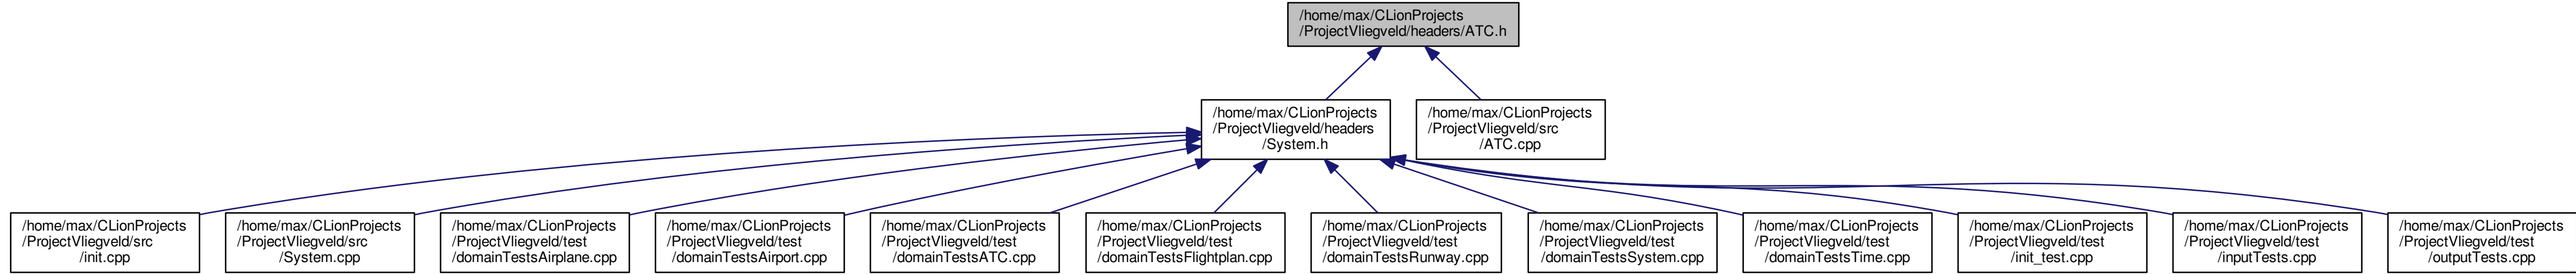 /home/max/CLionProjects
/ProjectVliegveld/headers/ATC.h
/home/max/CLionProjects
/ProjectVliegveld/headers
/System.h
/home/max/CLionProjects
/ProjectVliegveld/src
/ATC.cpp
/home/max/CLionProjects
/ProjectVliegveld/src
/init.cpp
/home/max/CLionProjects
/ProjectVliegveld/src
/System.cpp
/home/max/CLionProjects
/ProjectVliegveld/test
/domainTestsAirplane.cpp
/home/max/CLionProjects
/ProjectVliegveld/test
/domainTestsAirport.cpp
/home/max/CLionProjects
/ProjectVliegveld/test
/domainTestsATC.cpp
/home/max/CLionProjects
/ProjectVliegveld/test
/domainTestsFlightplan.cpp
/home/max/CLionProjects
/ProjectVliegveld/test
/domainTestsRunway.cpp
/home/max/CLionProjects
/ProjectVliegveld/test
/domainTestsSystem.cpp
/home/max/CLionProjects
/ProjectVliegveld/test
/domainTestsTime.cpp
/home/max/CLionProjects
/ProjectVliegveld/test
/init_test.cpp
/home/max/CLionProjects
/ProjectVliegveld/test
/inputTests.cpp
/home/max/CLionProjects
/ProjectVliegveld/test
/outputTests.cpp